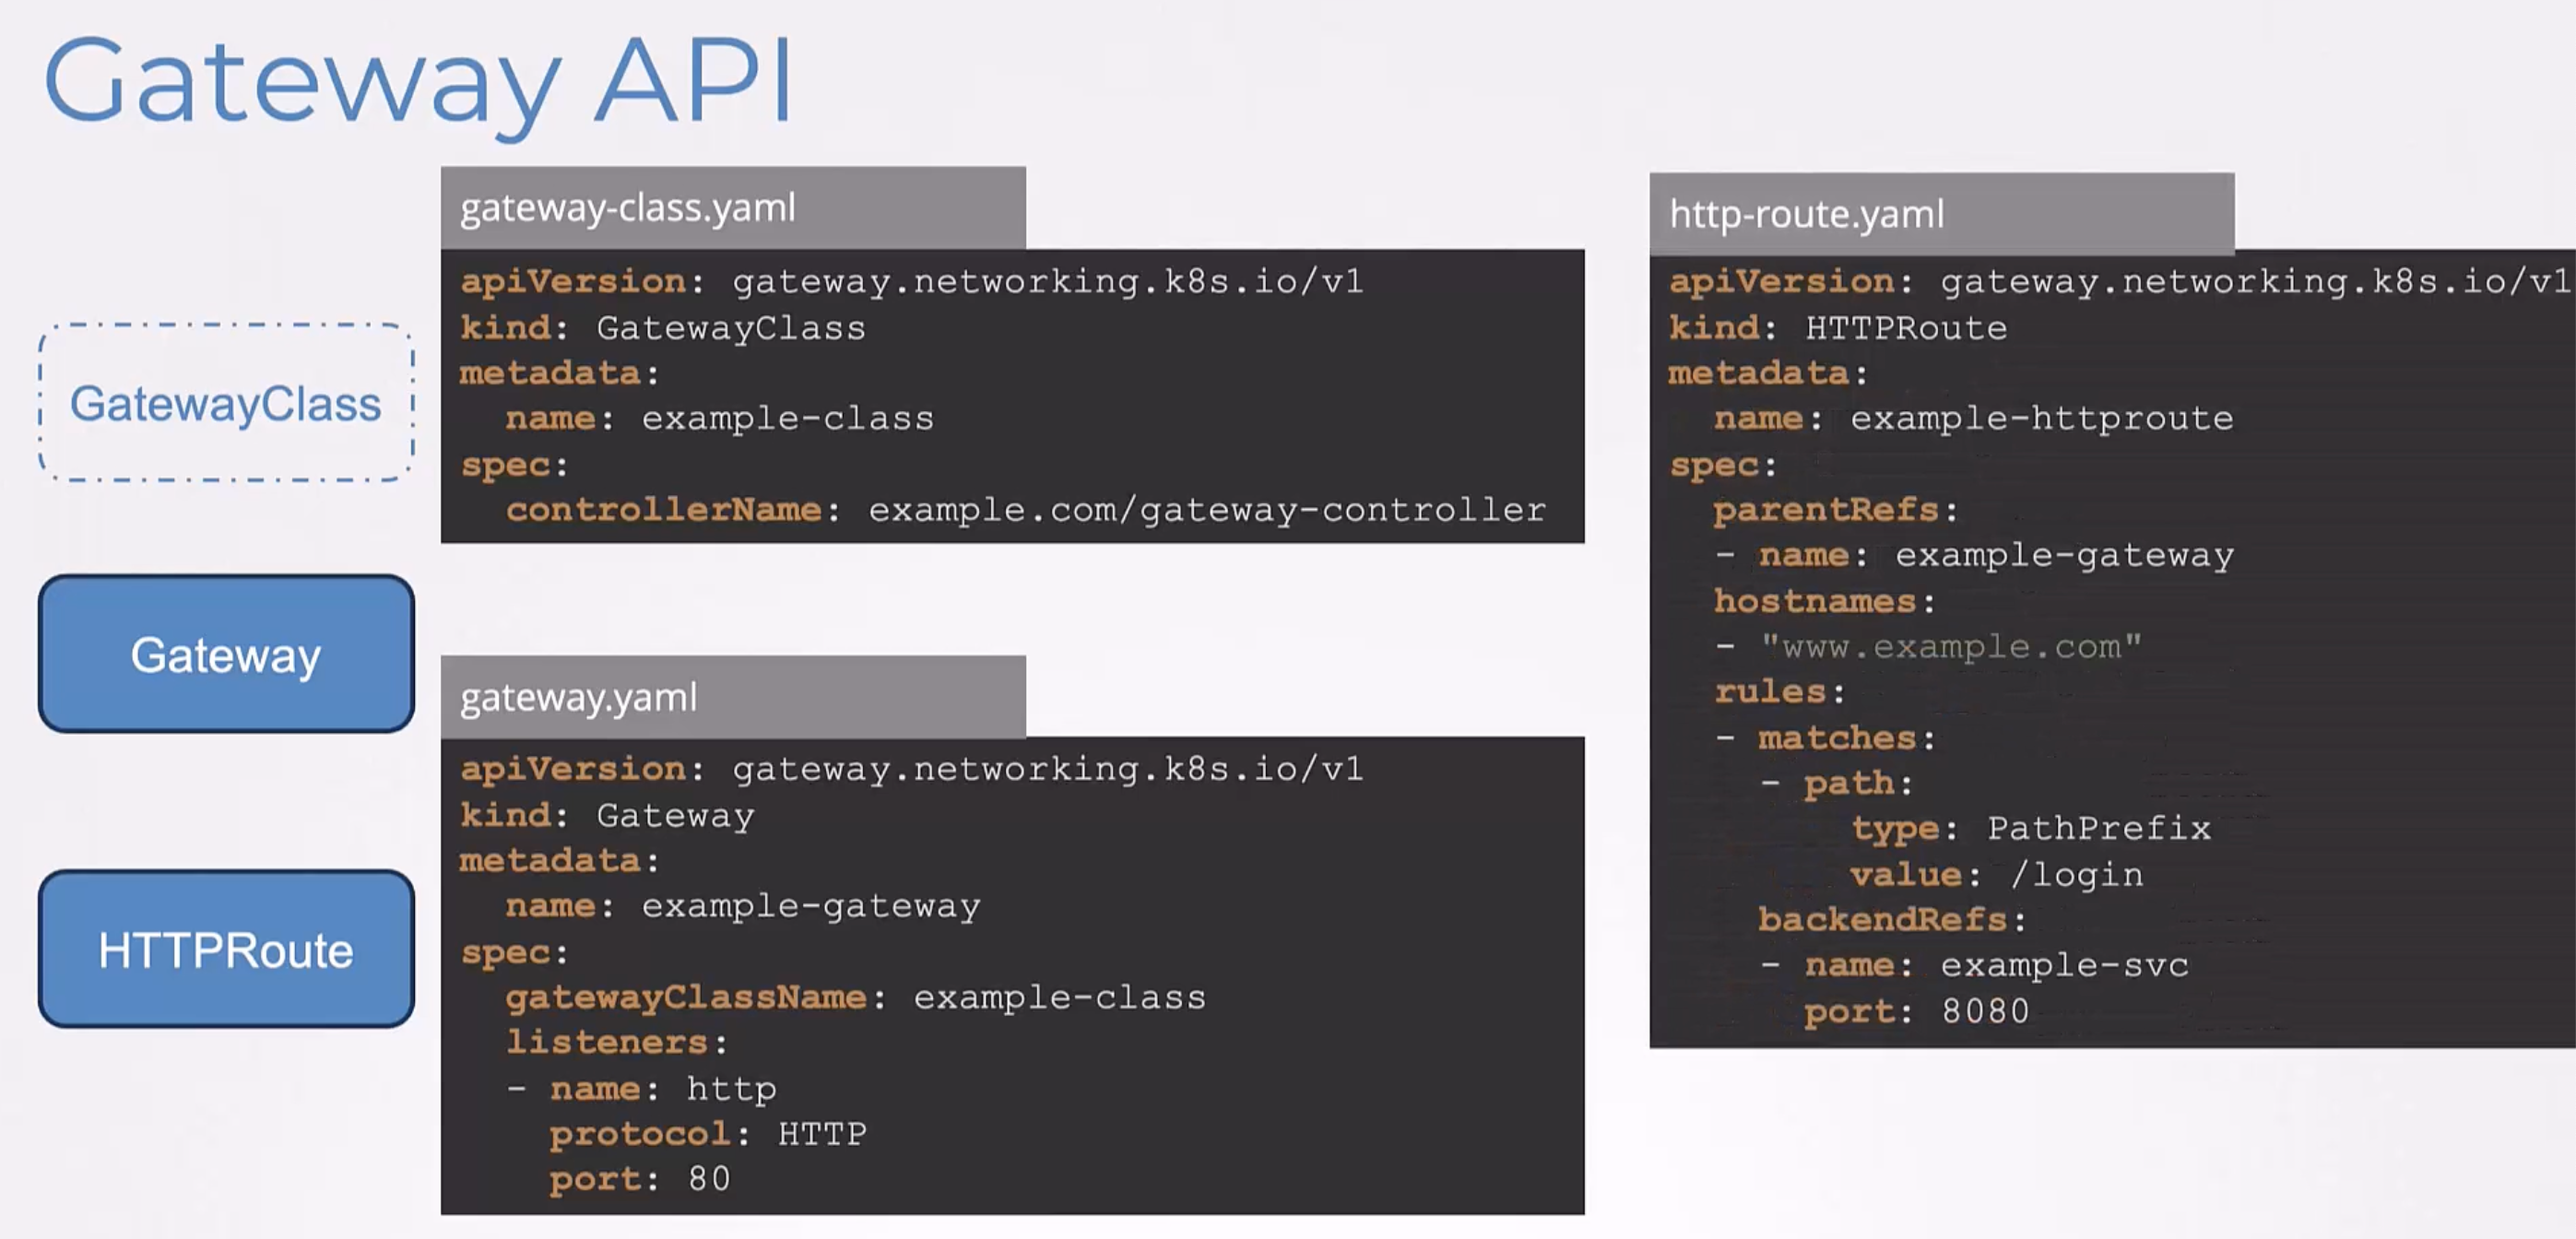 Gateway API
GatewayClass
Gateway
HTTPRoute
gateway-class.yaml
apiVersion: gateway.networking.k8s.io/v1
kind: GatewayClass
metadata:
  name: example-class
spec:
  controllerName: example.com/gateway-controller
gateway.yaml
apiVersion: gateway.networking.k8s.io/v1
kind: Gateway
metadata:
  name: example-gateway
spec:
  gatewayClassName: example-class
  listeners:
  - name: http
    protocol: HTTP
    port: 80
http-route.yaml
apiVersion: gateway.networking.k8s.io/v1
kind: HTTPRoute
metadata:
  name: example-httproute
spec:
  parentRefs:
  - name: example-gateway
  hostnames:
  - "www.example.com"
  rules:
  - matches:
    - path:
        type: PathPrefix
        value: /login
    backendRefs:
    - name: example-svc
      port: 8080